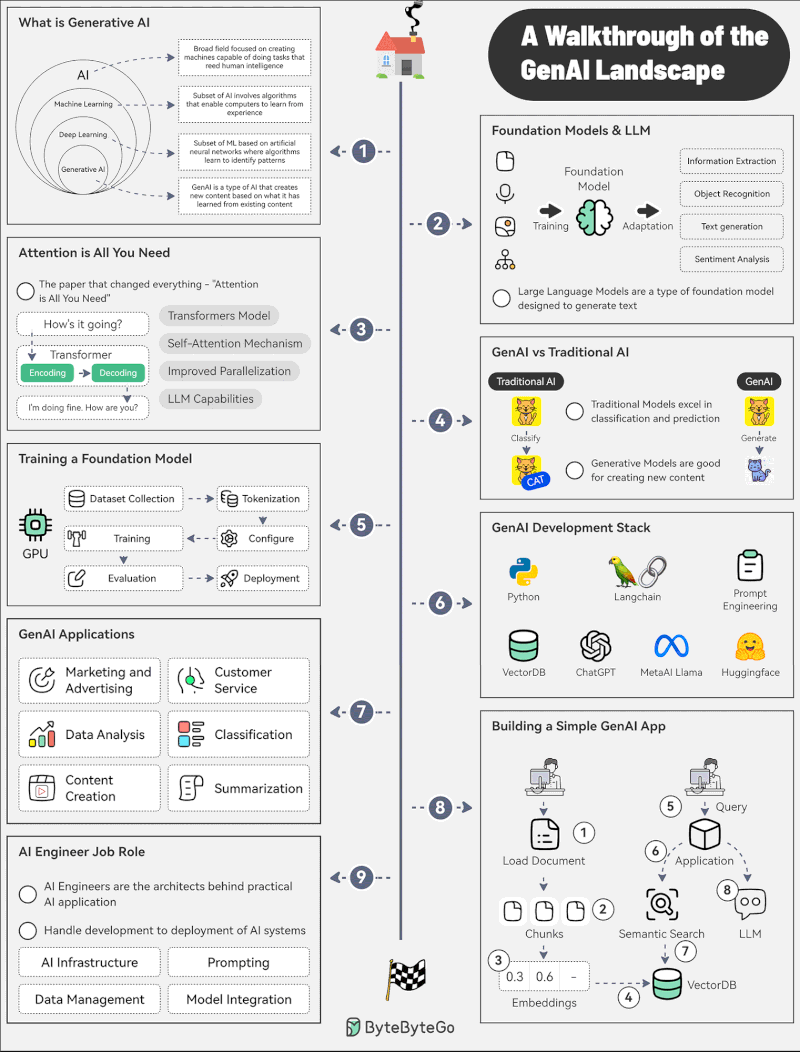 What is Generative AI
AI
Machine Learning
Deep Learning
Generative AI
Broad field focused on creating
machines capable of doing tasks that
reed human intelligence
Subset of AI involves algorithms
that enable computers to learn from
experience
Subset of ML based on artificial
neural networks where algorithms
learn to identify patterns
GenAI is a type of AI that creates
new content based on what it has
learned from existing content
1
A Walkthrough of the
GenAI Landscape
2
Foundation Models & LLM
Foundation
Model
Training
Adaptation
Information Extraction
Object Recognition
Text generation
Sentiment Analysis
Large Language Models are a type of foundation model
designed to generate text
Attention is All You Need
The paper that changed everything - "Attention
is All You Need"
How's it going?
Transformer
Encoding
Decoding
I'm doing fine. How are you?
Transformers Model
Self-Attention Mechanism
Improved Parallelization
LLM Capabilities
3
4
GenAI vs Traditional AI
Traditional AI
GenAI
Classify
CAT
Traditional Models excel in
classification and prediction
Generative Models are good
for creating new content
Generate
Training a Foundation Model
GPU
Dataset Collection
Tokenization
Training
Configure
Evaluation
Deployment
5
6
GenAI Development Stack
Python
Langchain
Prompt
Engineering
VectorDB
ChatGPT
MetaAI Llama
Huggingface
GenAI Applications
Marketing and
Advertising
Customer
Service
Data Analysis
Classification
Content
Creation
Summarization
7
8
Building a Simple GenAI App
1
Load Document
2
Chunks
3
0.3 0.6 -
Embeddings
4
5
Query
6
Application
8
Semantic Search
LLM
7
VectorDB
AI Engineer Job Role
AI Engineers are the architects behind practical
AI application
Handle development to deployment of AI systems
AI Infrastructure
Prompting
Data Management
Model Integration
9
ByteByteGo